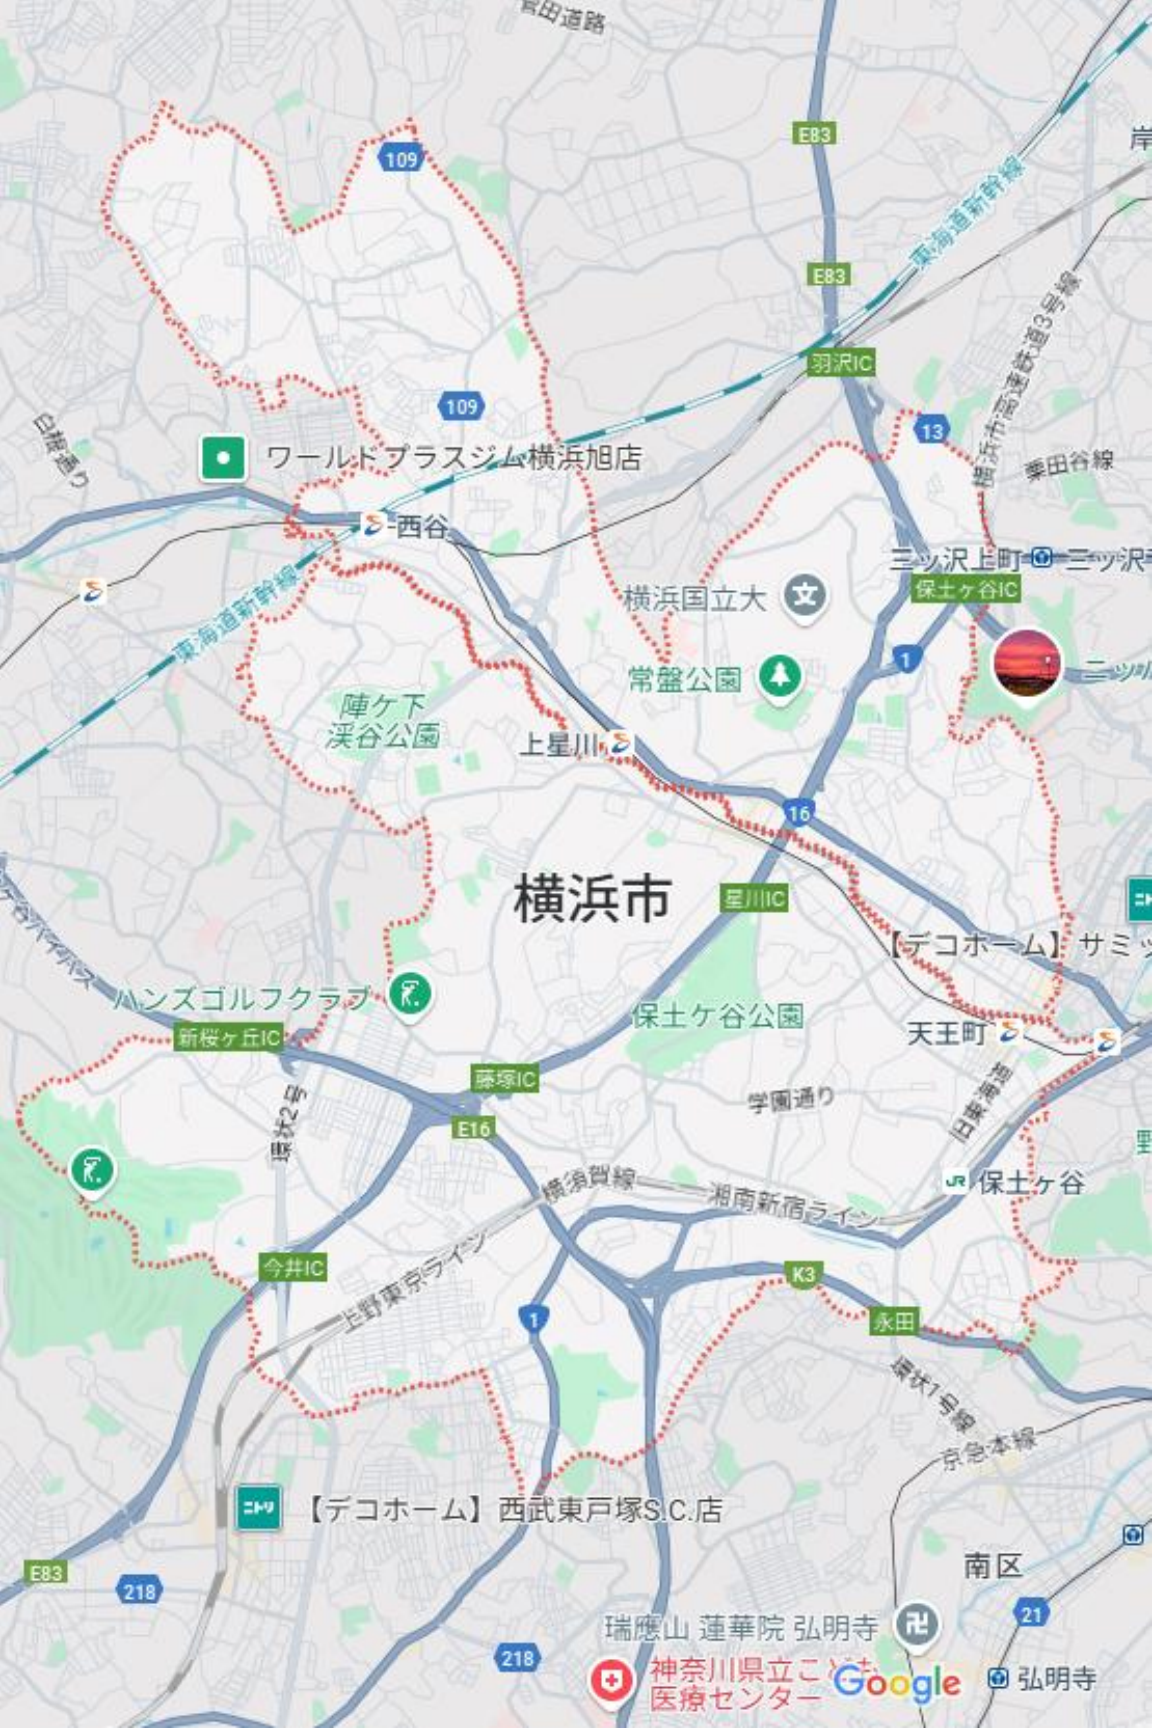 菅田道路
E83
岸
109
東海道新幹線
E83
横浜市高速鉄道3号線
羽沢IC
109
13
白根通り
ワールドプラスジム横浜旭店
羽田谷線
西谷
三ツ沢上町
三ツ沢
横浜国立大
保土ヶ谷IC
東海道新幹線
1
常盤公園
陣ケ下
渓谷公園
上星川
16
横浜市
星川IC
【デコホーム】サミッ
ハンズゴルフクラブ
保土ケ谷公園
新桜ヶ丘IC
天王町
藤塚IC
学園通り
旧東海道
環状2号
E16
横須賀線
湘南新宿ライン
JR 保土ヶ谷
今井IC
上野東京ライン
K3
1
永田
環状1号線
京急本線
ニトリ
【デコホーム】西武東戸塚S.C.店
E83
218
南区
21
瑞應山 蓮華院 弘明寺
218
神奈川県立こども
医療センター
Google
弘明寺